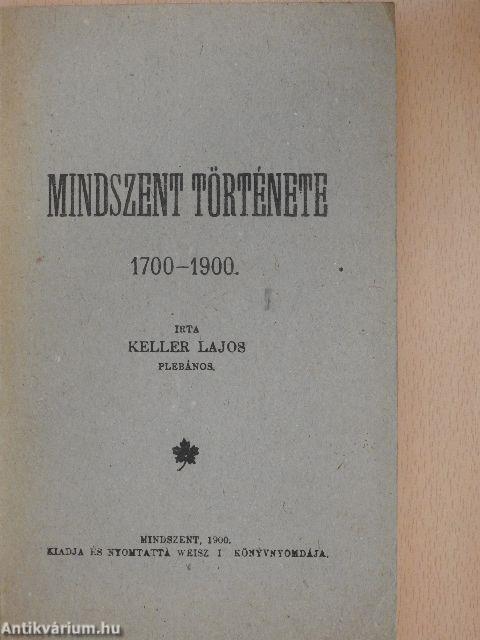 MINDSZENT TÖRTÉNETE
1700–1900.
IRTA
KELLER LAJOS
PLEBÁNOS.
MINDSZENT, 1900.
KIADJA ÉS NYOMTATTA WEISZ I KÖNYVNYOMDÁJA.
Antikvárium.hu